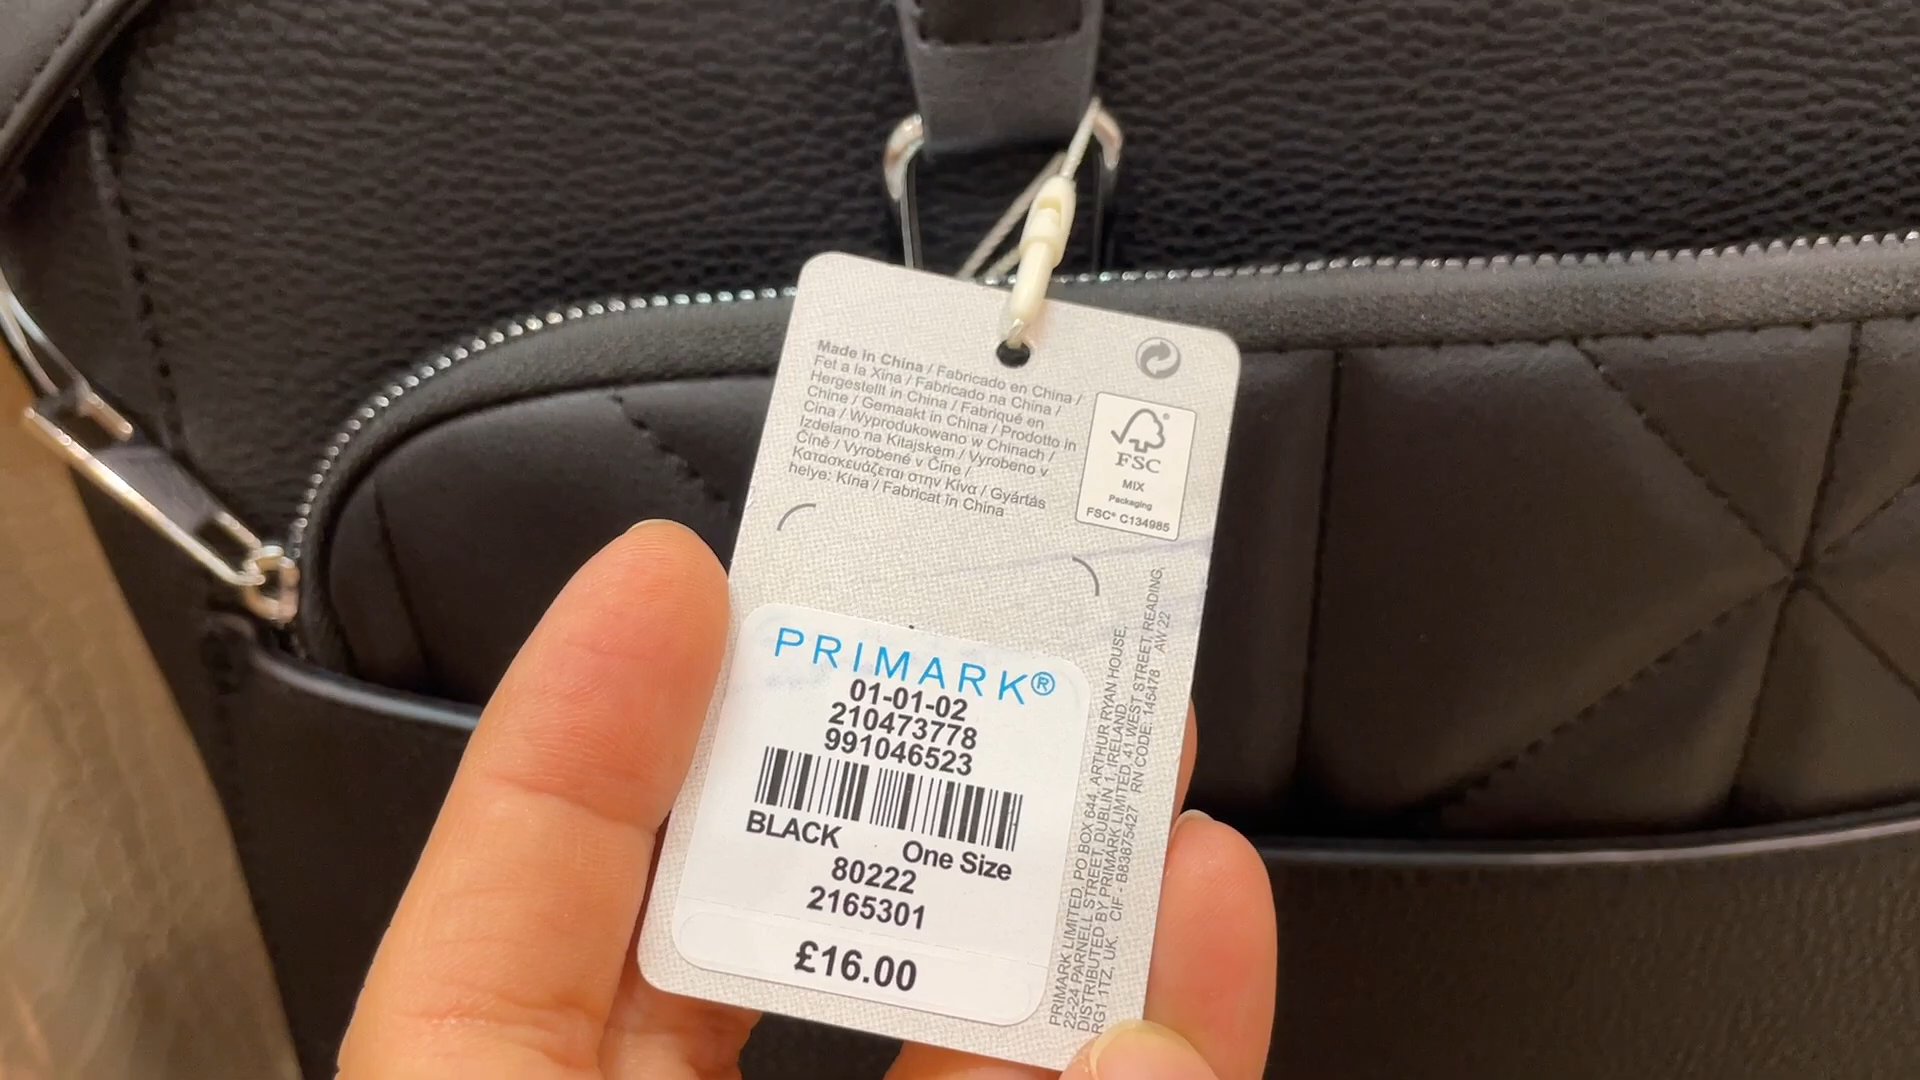 Made in China / Fabricado en China /
Fet a la Xina / Fabricado na China /
Hergestellt in China / Fabriqué en
Chine / Gemaakt in China / Prodotto in
Cina / Wyprodukowano w Chinach /
Izdelano na Kitajskem / Vyrobeno v
Číně / Vyrobené v Číne /
Κατασκευάζεται στην Κίνα / Gyártás
helye: Kína / Fabricat în China
FSC®
MIX
Packaging
FSC® C134985
PRIMARK®
01-01-02
210473778
991046523
BLACK One Size
80222
2165301
£16.00
PRIMARK LIMITED, PO BOX 644, ARTHUR RYAN HOUSE,
22-24 PARNELL STREET, DUBLIN 1, IRELAND.
DISTRIBUTED BY PRIMARK LIMITED, 41 WEST STREET, READING,
RG1 1TZ, UK. CIF - B83875427 RN CODE: 145478 AW 22